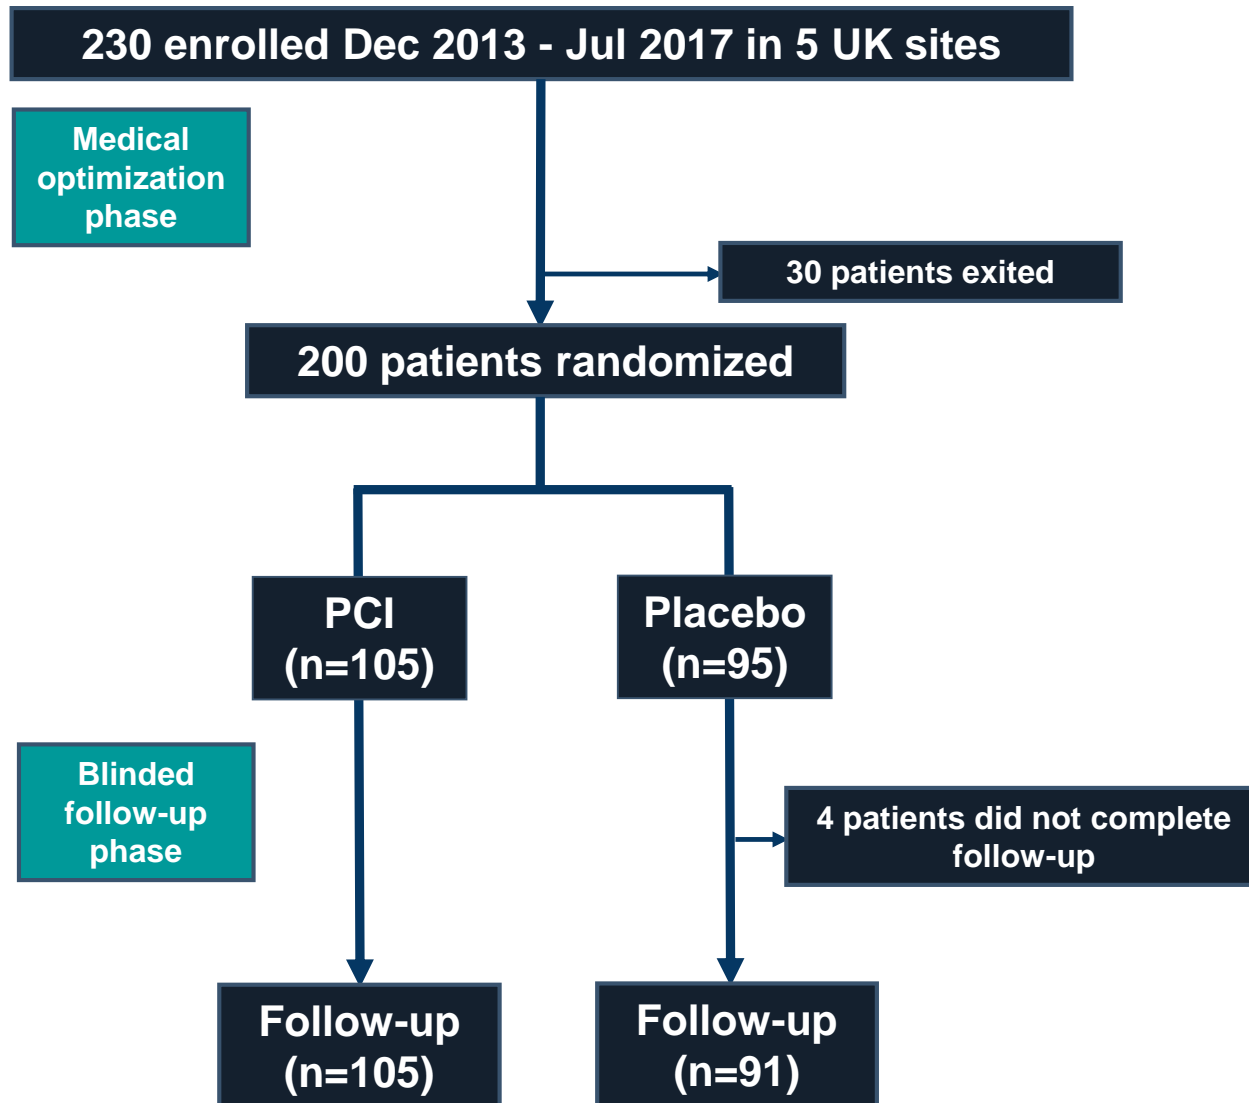 230 enrolled Dec 2013 - Jul 2017 in 5 UK sites
Medical
optimization
phase
30 patients exited
200 patients randomized
PCI
(n=105)
Placebo
(n=95)
Blinded
follow-up
phase
4 patients did not complete
follow-up
Follow-up
(n=105)
Follow-up
(n=91)